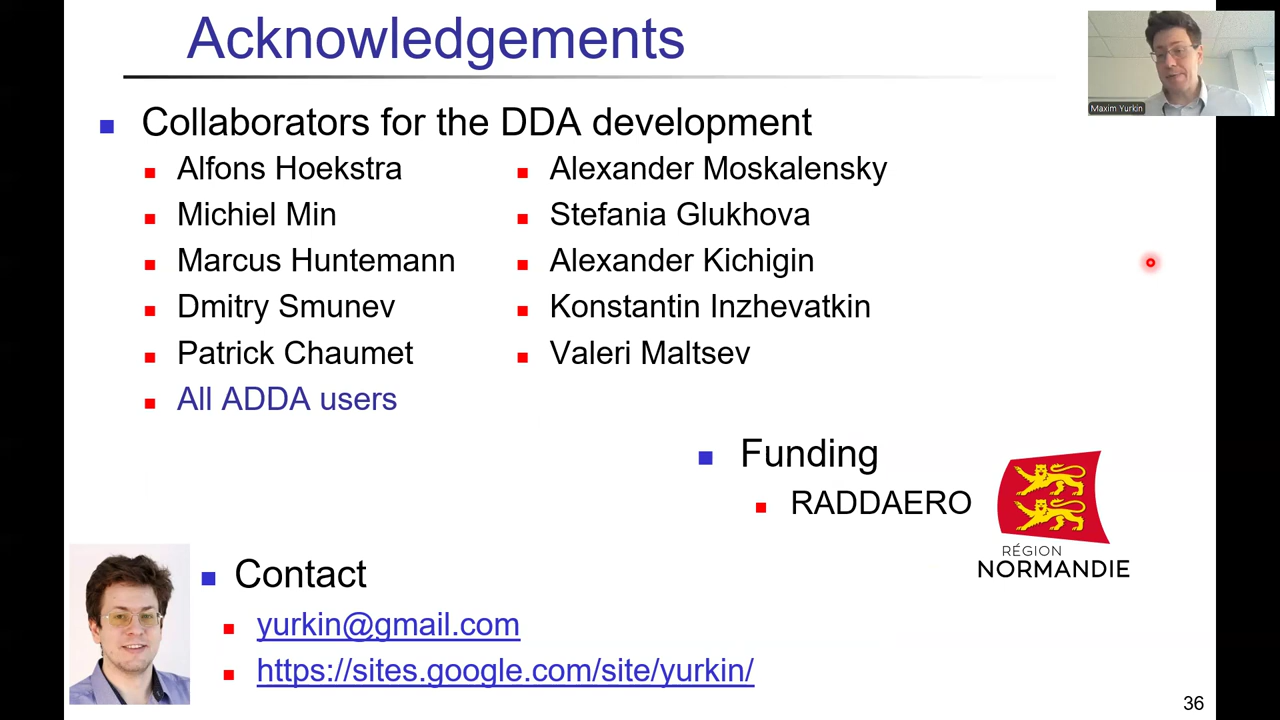 Acknowledgements
Maxim Yurkin
Collaborators for the DDA development
Alfons Hoekstra
Michiel Min
Marcus Huntemann
Dmitry Smunev
Patrick Chaumet
All ADDA users
Alexander Moskalensky
Stefania Glukhova
Alexander Kichigin
Konstantin Inzhevatkin
Valeri Maltsev
Funding
RADDAERO
RÉGION
NORMANDIE
Contact
yurkin@gmail.com
https://sites.google.com/site/yurkin/
36